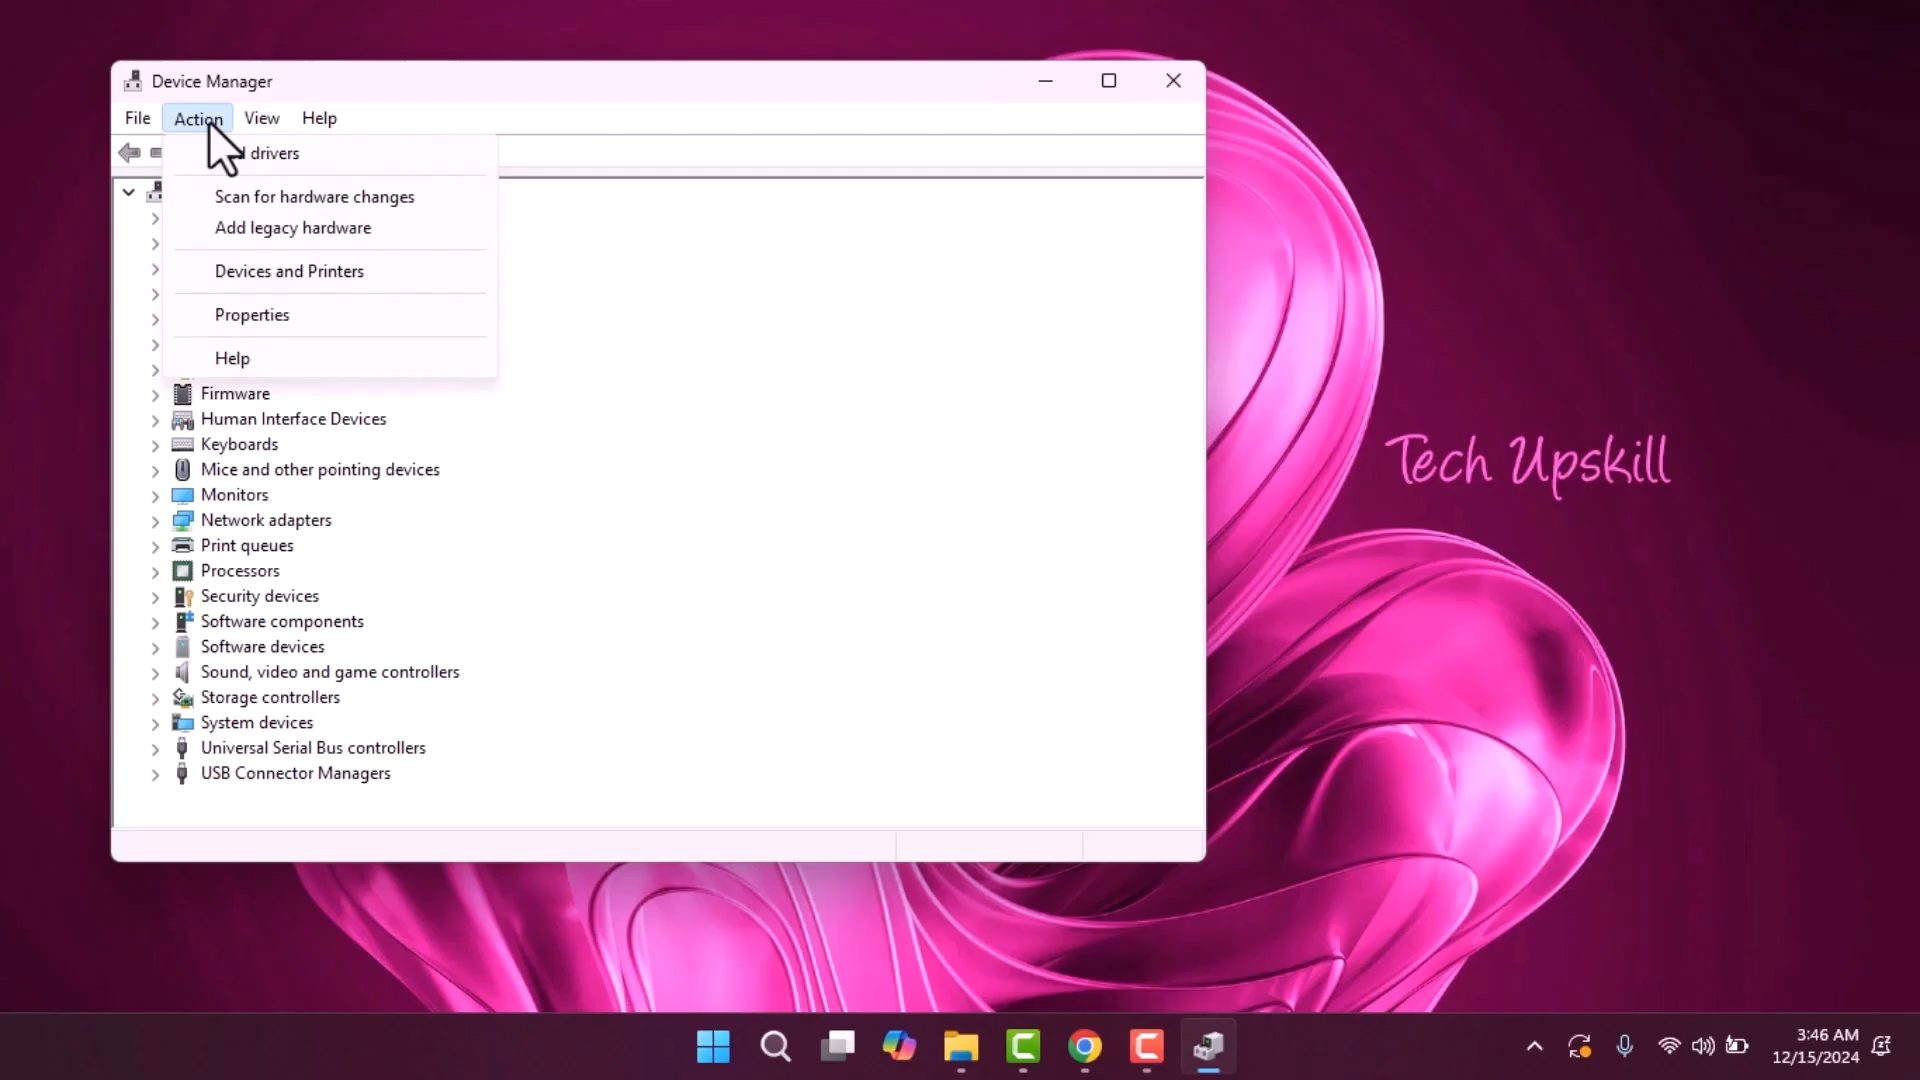 Device Manager
File Action View Help
drivers
Scan for hardware changes
Add legacy hardware
Devices and Printers
Properties
Help
Firmware
Human Interface Devices
Keyboards
Mice and other pointing devices
Monitors
Network adapters
Print queues
Processors
Security devices
Software components
Software devices
Sound, video and game controllers
Storage controllers
System devices
Universal Serial Bus controllers
USB Connector Managers
Tech Upskill
3:46 AM
12/15/2024